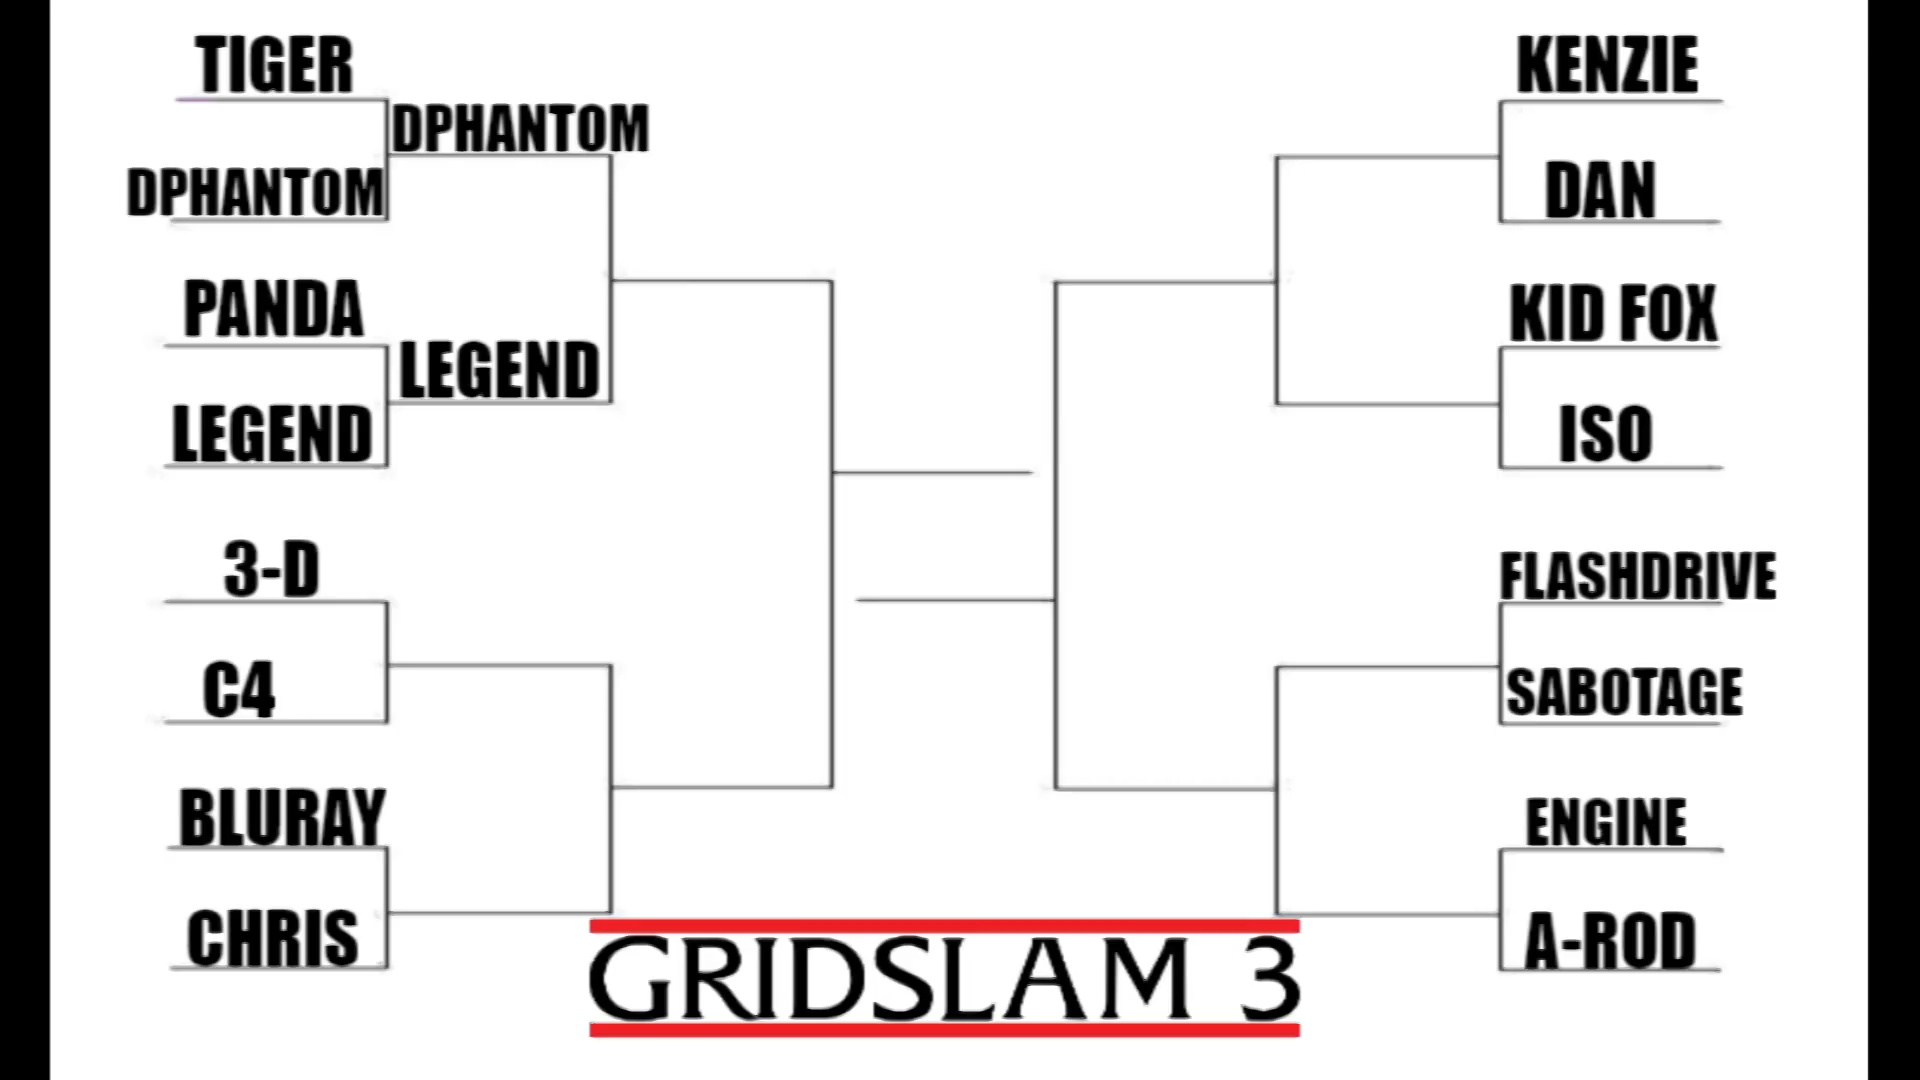 TIGER
DPHANTOM
DPHANTOM
PANDA
LEGEND
LEGEND
3-D
C4
BLURAY
CHRIS
KENZIE
DAN
KID FOX
ISO
FLASHDRIVE
SABOTAGE
ENGINE
A-ROD
GRIDSLAM 3